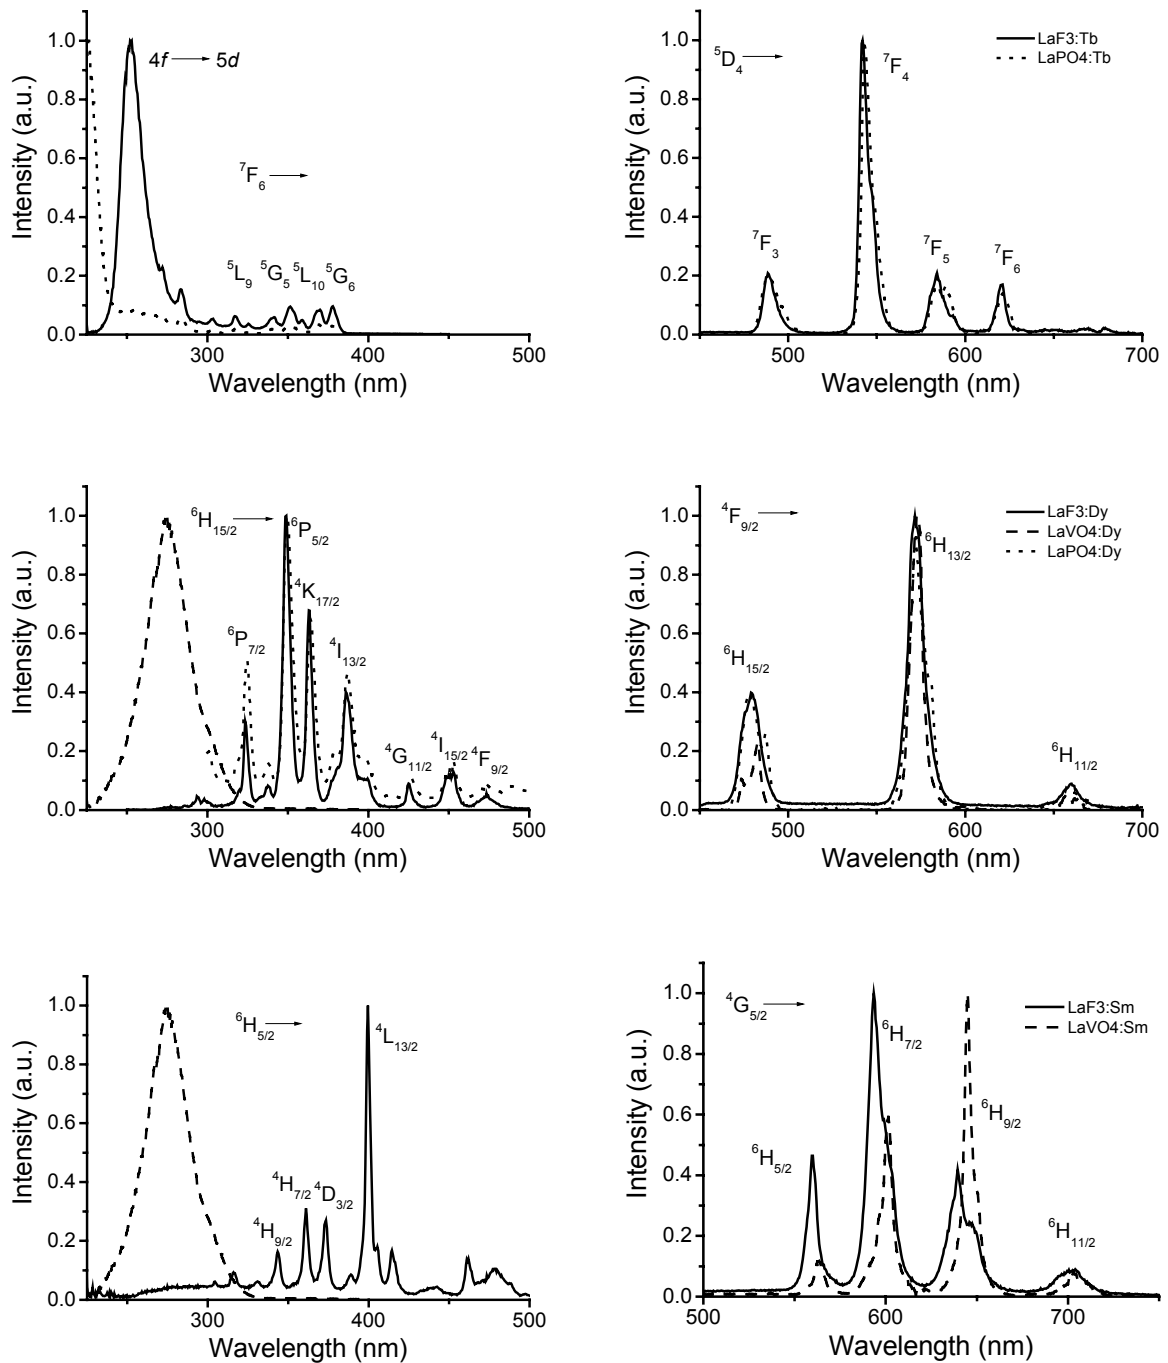 1.0
0.8
0.6
0.4
0.2
0.0
Intensity (a.u.)
4f → 5d
⁷F₆ →
⁵L₉ ⁵G₅ ⁵L₁₀ ⁵G₆
300 400 500
Wavelength (nm)
1.0
0.8
0.6
0.4
0.2
0.0
Intensity (a.u.)
⁵D₄ →
⁷F₄
LaF3:Tb
LaPO4:Tb
⁷F₃
⁷F₅
⁷F₆
500 600 700
Wavelength (nm)
1.0
0.8
0.6
0.4
0.2
0.0
Intensity (a.u.)
⁶H₁₅/₂ →
⁶P₅/₂
⁴K₁₇/₂
⁶P₇/₂
⁴I₁₃/₂
⁴G₁₁/₂ ⁴I₁₅/₂ ⁴F₉/₂
300 400 500
Wavelength (nm)
1.0
0.8
0.6
0.4
0.2
0.0
Intensity (a.u.)
⁴F₉/₂ →
LaF3:Dy
LaVO4:Dy
LaPO4:Dy
⁶H₁₃/₂
⁶H₁₅/₂
⁶H₁₁/₂
500 600 700
Wavelength (nm)
1.0
0.8
0.6
0.4
0.2
0.0
Intensity (a.u.)
⁶H₅/₂ →
⁴L₁₃/₂
⁴H₇/₂ ⁴D₃/₂
⁴H₉/₂
300 400 500
Wavelength (nm)
1.0
0.8
0.6
0.4
0.2
0.0
Intensity (a.u.)
⁴G₅/₂ →
LaF3:Sm
LaVO4:Sm
⁶H₇/₂
⁶H₉/₂
⁶H₅/₂
⁶H₁₁/₂
500 600 700
Wavelength (nm)